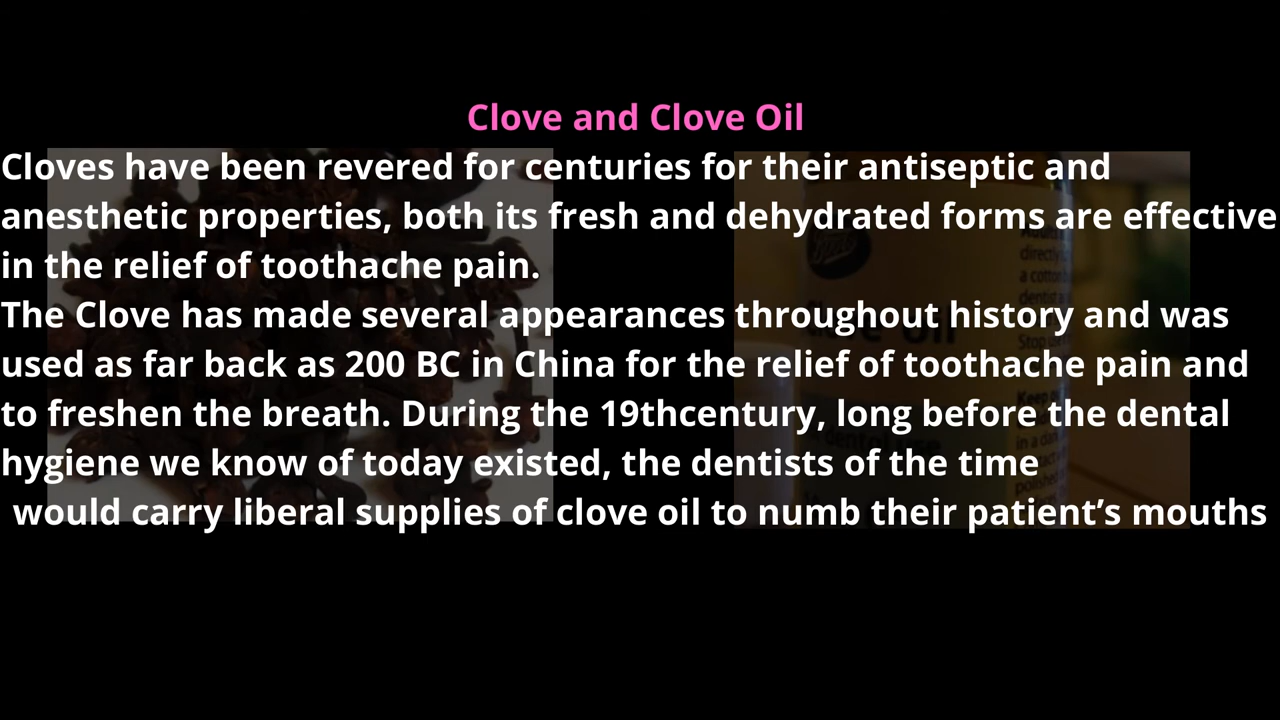 Clove and Clove Oil
Cloves have been revered for centuries for their antiseptic and
anesthetic properties, both its fresh and dehydrated forms are effective
in the relief of toothache pain.
The Clove has made several appearances throughout history and was
used as far back as 200 BC in China for the relief of toothache pain and
to freshen the breath. During the 19thcentury, long before the dental
hygiene we know of today existed, the dentists of the time
would carry liberal supplies of clove oil to numb their patient’s mouths